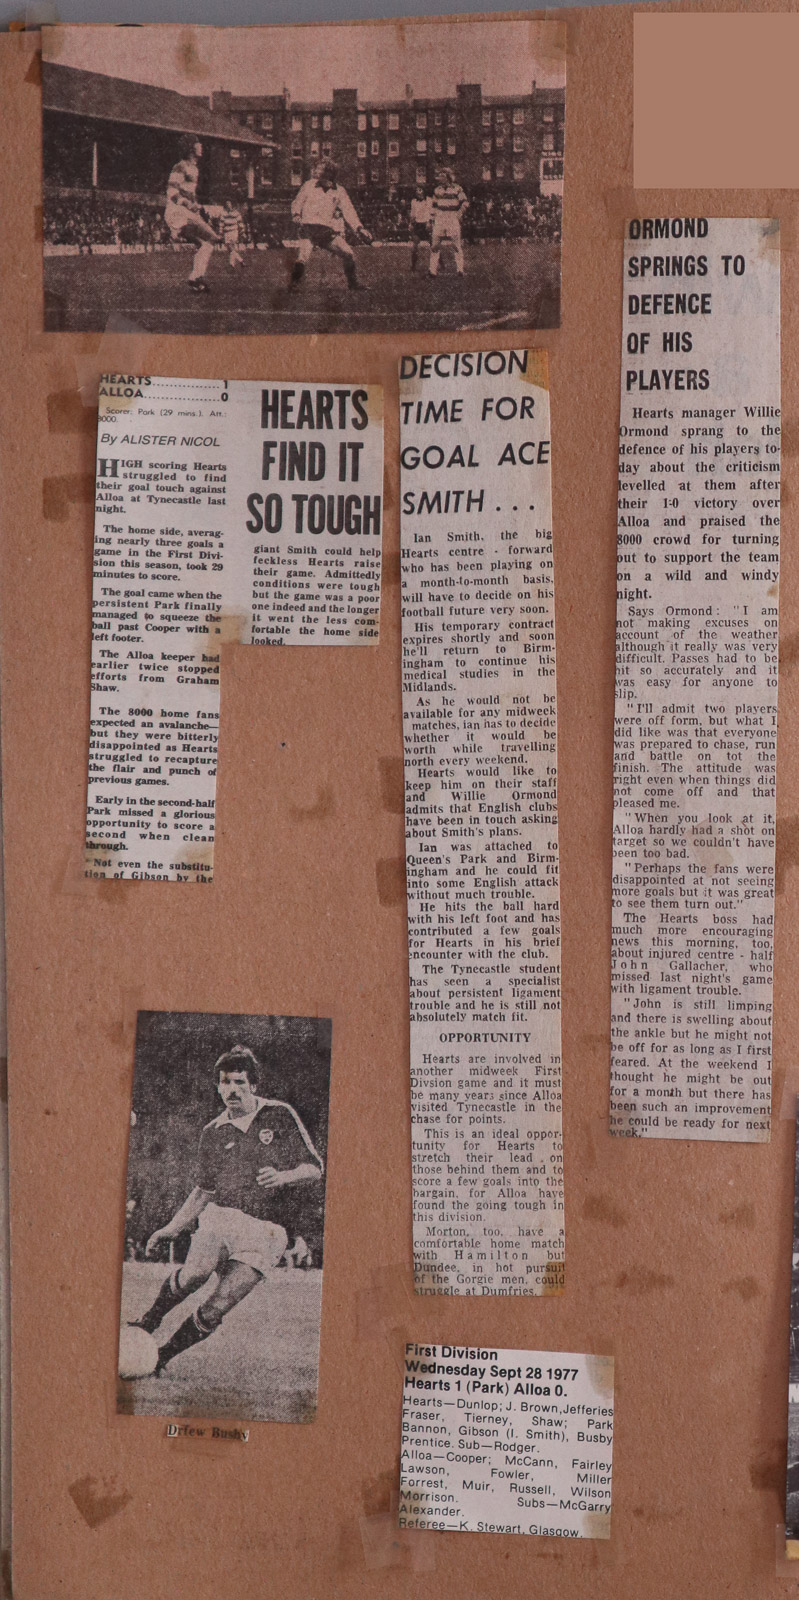 HEARTS.................1
ALLOA..................0
Scorer: Park (29 mins.). Att.:
8000.
By ALISTER NICOL
HIGH scoring Hearts
struggled to find
their goal touch against
Alloa at Tynecastle last
night.
The home side, averag-
ing nearly three goals a
game in the First Divi-
sion this season, took 29
minutes to score.
The goal came when the
persistent Park finally
managed to squeeze the
ball past Cooper with a
left footer.
The Alloa keeper had
earlier twice stopped
efforts from Graham
Shaw.
The 8000 home fans
expected an avalanche—
but they were bitterly
disappointed as Hearts
struggled to recapture
the flair and punch of
previous games.
Early in the second-half
Park missed a glorious
opportunity to score a
second when clean
through.
Not even the substitu-
tion of Gibson by the
HEARTS
FIND IT
SO TOUGH
giant Smith could help
feckless Hearts raise
their game. Admittedly
conditions were tough
but the game was a poor
one indeed and the longer
it went the less com-
fortable the home side
looked.
DECISION
TIME FOR
GOAL ACE
SMITH . . .
Ian Smith, the big
Hearts centre - forward
who has been playing on
a month-to-month basis,
will have to decide on his
football future very soon.
His temporary contract
expires shortly and soon
he'll return to Birm-
ingham to continue his
medical studies in the
Midlands.
As he would not be
available for any midweek
matches, ian has to decide
whether it would be
worth while travelling
north every weekend.
Hearts would like to
keep him on their staff
and Willie Ormond
admits that English clubs
have been in touch asking
about Smith's plans.
Ian was attached to
Queen's Park and Birm-
ingham and he could fit
into some English attack
without much trouble.
He hits the ball hard
with his left foot and has
contributed a few goals
for Hearts in his brief
encounter with the club.
The Tynecastle student
has seen a specialist
about persistent ligament
trouble and he is still not
absolutely match fit.
OPPORTUNITY
Hearts are involved in
another midweek First
Divsion game and it must
be many years since Alloa
visited Tynecastle in the
chase for points.
This is an ideal oppor-
tunity for Hearts to
stretch their lead on
those behind them and to
score a few goals into the
bargain, for Alloa have
found the going tough in
this division.
Morton, too, have a
comfortable home match
with Hamilton but
Dundee, in hot pursuit
of the Gorgie men, could
struggle at Dumfries.
ORMOND
SPRINGS TO
DEFENCE
OF HIS
PLAYERS
Hearts manager Willie
Ormond sprang to the
defence of his players to-
day about the criticism
levelled at them after
their 1-0 victory over
Alloa and praised the
8000 crowd for turning
out to support the team
on a wild and windy
night.
Says Ormond: "I am
not making excuses on
account of the weather
although it really was very
difficult. Passes had to be
hit so accurately and it
was easy for anyone to
slip.
"I'll admit two players
were off form, but what I
did like was that everyone
was prepared to chase, run
and battle on tot the
finish. The attitude was
right even when things did
not come off and that
pleased me.
"When you look at it,
Alloa hardly had a shot on
target so we couldn't have
been too bad.
"Perhaps the fans were
disappointed at not seeing
more goals but it was great
to see them turn out."
The Hearts boss had
much more encouraging
news this morning, too,
about injured centre - half
John Gallacher, who
missed last night's game
with ligament trouble.
"John is still limping
and there is swelling about
the ankle but he might not
be off for as long as I first
feared. At the weekend I
thought he might be out
for a month but there has
been such an improvement
he could be ready for next
week."
Drfew Busby
First Division
Wednesday Sept 28 1977
Hearts 1 (Park) Alloa 0.
Hearts—Dunlop; J. Brown, Jefferies
Fraser, Tierney, Shaw; Park
Bannon, Gibson (I. Smith), Busby
Prentice. Sub—Rodger.
Alloa—Cooper; McCann, Fairley
Lawson, Fowler, Miller
Forrest, Muir, Russell, Wilson
Morrison. Subs—McGarry
Alexander.
Referee—K. Stewart, Glasgow.